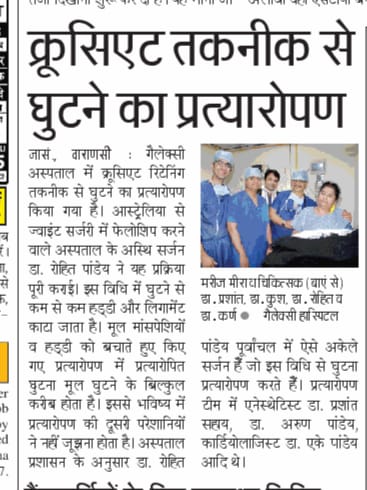 क्रूसिएट तकनीक से
घुटने का प्रत्यारोपण
जासं, वाराणसी : गैलेक्सी
अस्पताल में क्रूसिएट रिटेनिंग
तकनीक से घुटने का प्रत्यारोपण
किया गया है। आस्ट्रेलिया से
ज्वाइंट सर्जरी में फेलोशिप करने
वाले अस्पताल के अस्थि सर्जन
डा. रोहित पांडेय ने यह प्रक्रिया
पूरी कराई। इस विधि में घुटने से
कम से कम हड्डी और लिगामेंट
काटा जाता है। मूल मांसपेशियों
व हड्डी को बचाते हुए किए
गए प्रत्यारोपण में प्रत्यारोपित
घुटना मूल घुटने के बिल्कुल
करीब होता है। इससे भविष्य में
प्रत्यारोपण की दूसरी परेशानियों
ने नहीं जूझना होता है। अस्पताल
प्रशासन के अनुसार डा. रोहित
मरीज मीरा व चिकित्सक (बाएं से)
डा. प्रशांत, डा. कुश, डा. रोहित व
डा. कर्ण ● गैलेक्सी हास्पिटल
पांडेय पूर्वांचल में ऐसे अकेले
सर्जन हैं जो इस विधि से घुटना
प्रत्यारोपण करते हैं। प्रत्यारोपण
टीम में एनेस्थेटिस्ट डा. प्रशांत
सहाय, डा. अरुण पांडेय,
कार्डियोलाजिस्ट डा. एके पांडेय
आदि थे।